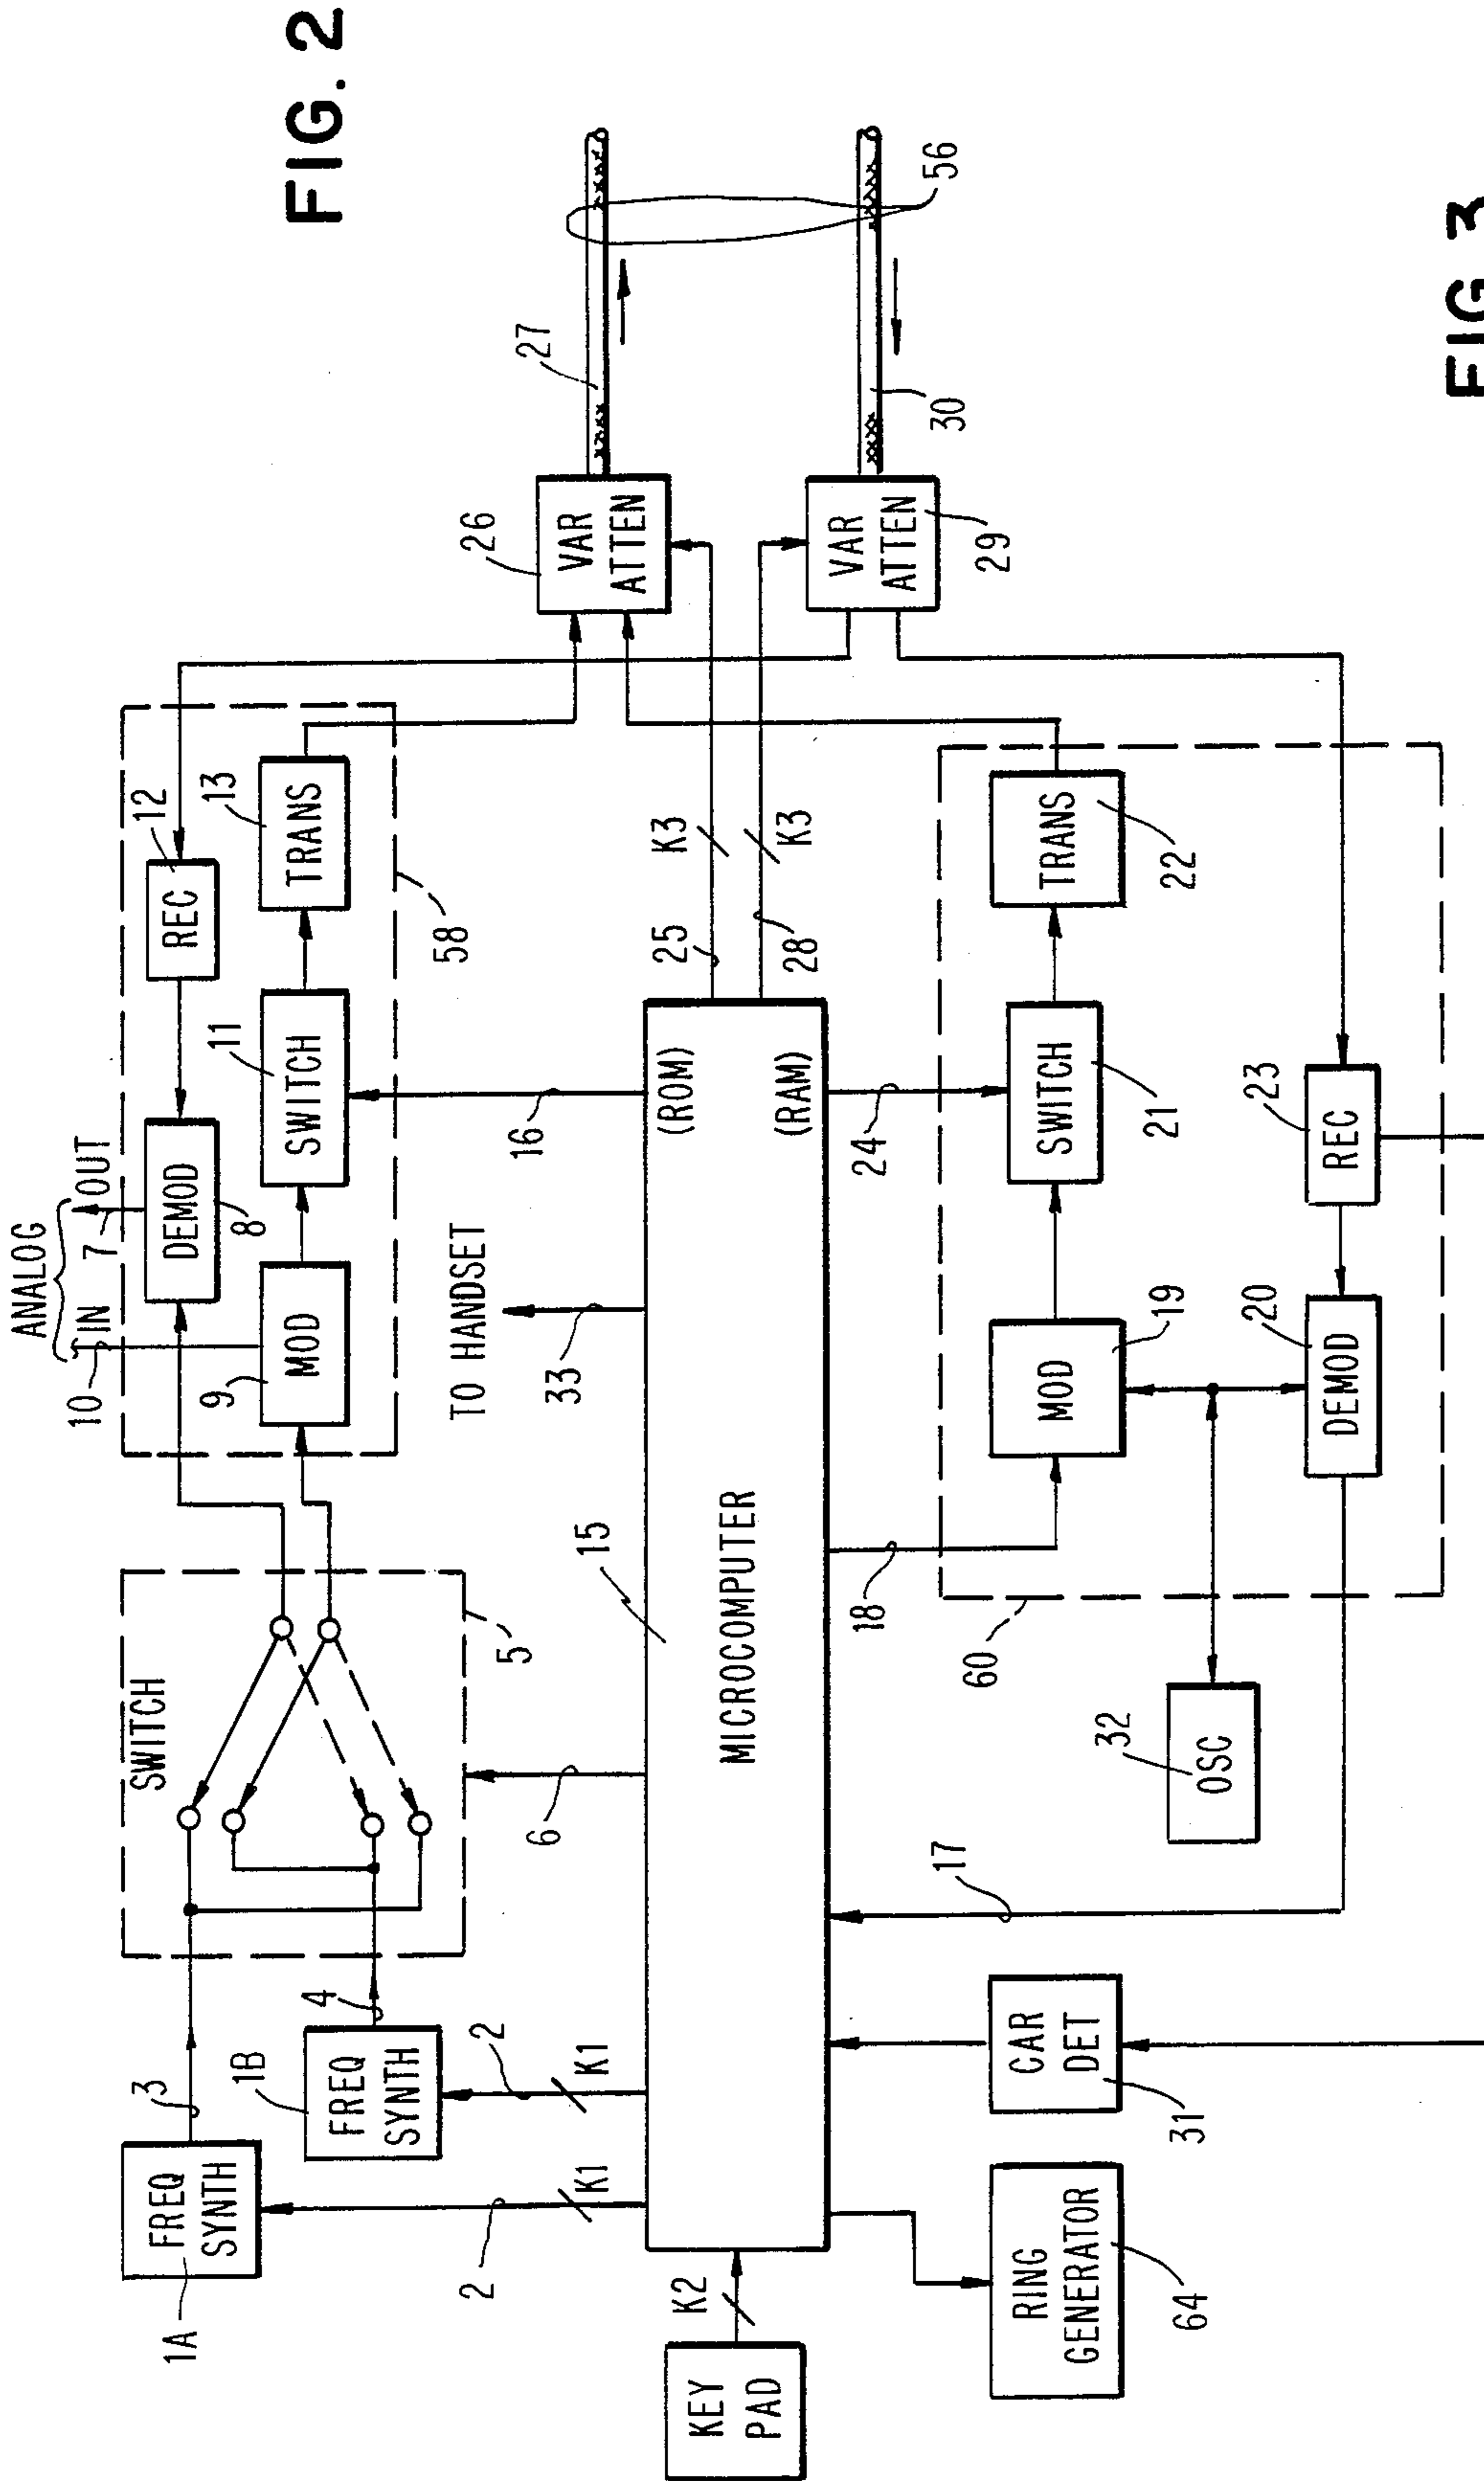 FIG. 2
ANALOG
IN
OUT
10
7
SWITCH
1A
FREQ
SYNTH
3
1B
FREQ
SYNTH
4
5
DEMOD
8
REC
12
9
MOD
SWITCH
11
TRANS
13
58
2
K1
2
K1
6
TO HANDSET
33
16
26
VAR
ATTEN
27
56
KEY
PAD
K2
MICROCOMPUTER
15
(ROM)
(RAM)
25
K3
28
K3
VAR
ATTEN
29
30
RING
GENERATOR
64
CAR
DET
31
17
18
60
24
MOD
19
SWITCH
21
TRANS
22
OSC
32
DEMOD
20
REC
23
FIG. 3